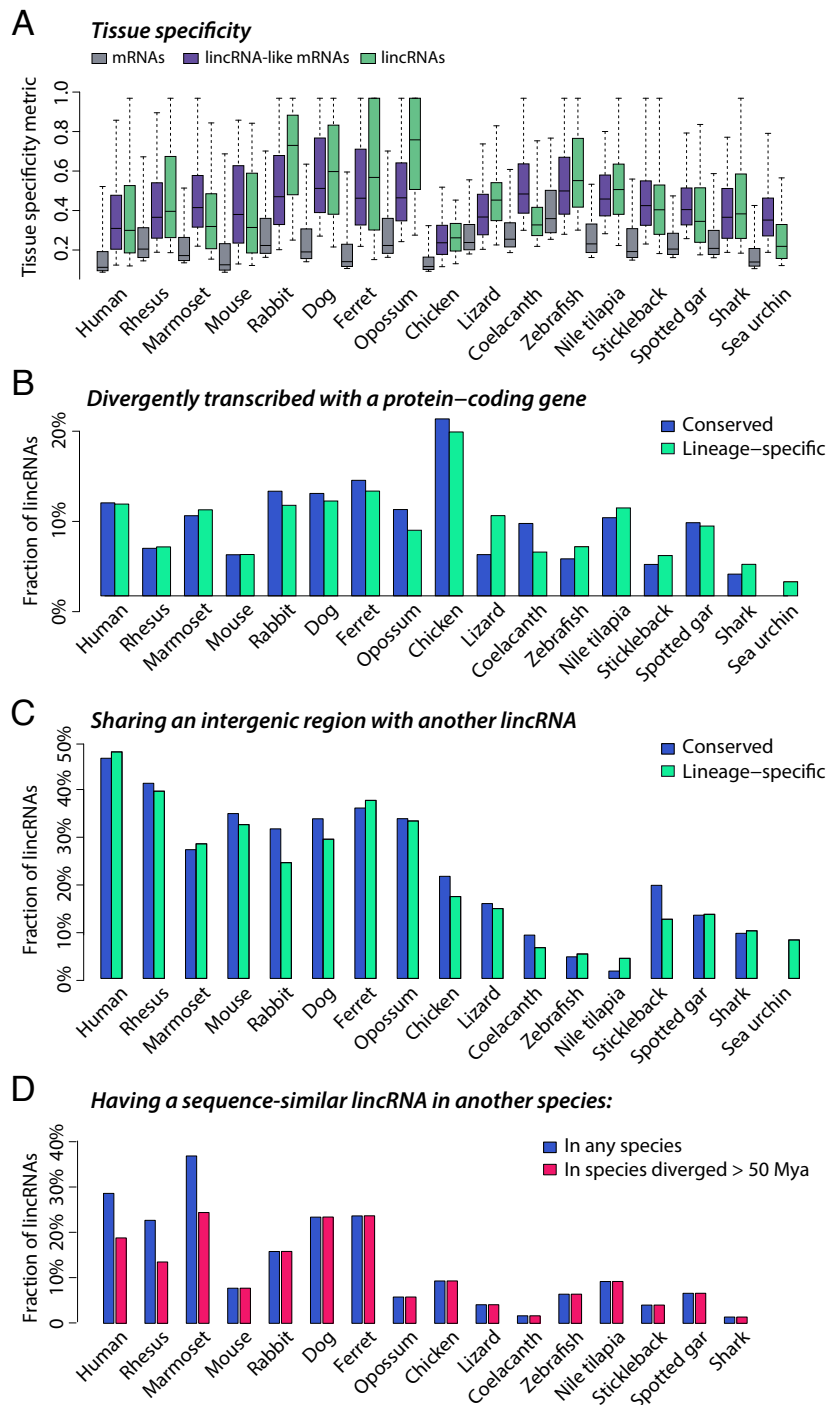 A
Tissue specificity
mRNAs
lincRNA-like mRNAs
lincRNAs
Tissue specificity metric
1.0
0.8
0.6
0.4
0.2
Human
Rhesus
Marmoset
Mouse
Rabbit
Dog
Ferret
Opossum
Chicken
Lizard
Coelacanth
Zebrafish
Nile tilapia
Stickleback
Spotted gar
Shark
Sea urchin
B
Divergently transcribed with a protein−coding gene
Conserved
Lineage−specific
Fraction of lincRNAs
20%
10%
0%
Human
Rhesus
Marmoset
Mouse
Rabbit
Dog
Ferret
Opossum
Chicken
Lizard
Coelacanth
Zebrafish
Nile tilapia
Stickleback
Spotted gar
Shark
Sea urchin
C
Sharing an intergenic region with another lincRNA
Conserved
Lineage−specific
Fraction of lincRNAs
50%
40%
30%
20%
10%
0%
Human
Rhesus
Marmoset
Mouse
Rabbit
Dog
Ferret
Opossum
Chicken
Lizard
Coelacanth
Zebrafish
Nile tilapia
Stickleback
Spotted gar
Shark
Sea urchin
D
Having a sequence-similar lincRNA in another species:
In any species
In species diverged > 50 Mya
Fraction of lincRNAs
40%
30%
20%
10%
0
Human
Rhesus
Marmoset
Mouse
Rabbit
Dog
Ferret
Opossum
Chicken
Lizard
Coelacanth
Zebrafish
Nile tilapia
Stickleback
Spotted gar
Shark